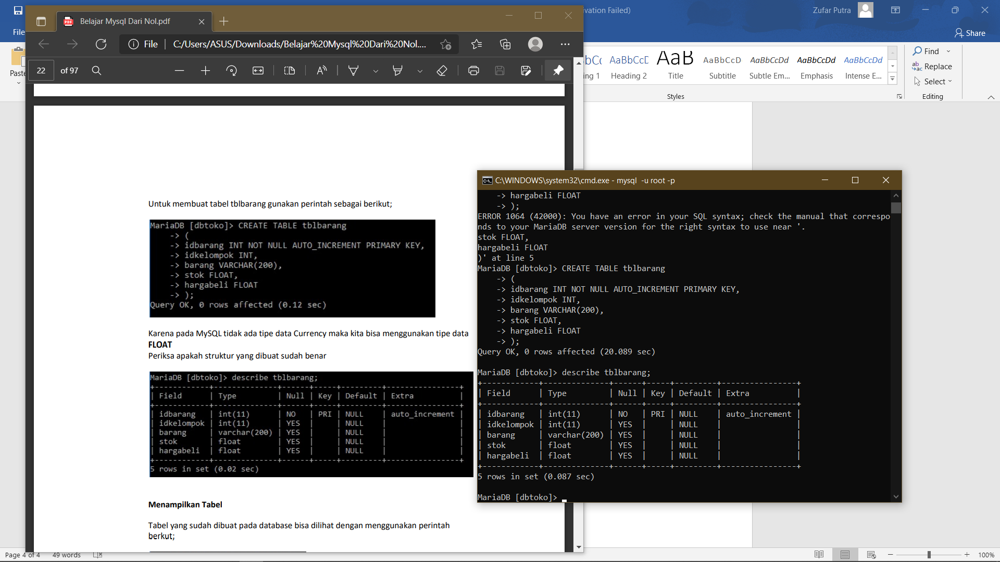 Belajar Mysql Dari Nol.pdf
File
C:/Users/ASUS/Downloads/Belajar%20Mysql%20Dari%20Nol....
22 of 97
ivation Failed)
Zufar Putra
File
Share
Paste
AaBbCcD
AaB
AaBbCcD
AaBbCcDd
AaBbCcDd
AaBbCcDd
ing 1
Heading 2
Title
Subtitle
Subtle Em...
Emphasis
Intense E...
Styles
Find
Replace
Select
Editing
Untuk membuat tabel tblbarang gunakan perintah sebagai berikut;
MariaDB [dbtoko]> CREATE TABLE tblbarang
-> (
-> idbarang INT NOT NULL AUTO_INCREMENT PRIMARY KEY,
-> idkelompok INT,
-> barang VARCHAR(200),
-> stok FLOAT,
-> hargabeli FLOAT
-> );
Query OK, 0 rows affected (0.12 sec)
Karena pada MySQL tidak ada tipe data Currency maka kita bisa menggunakan tipe data
FLOAT
Periksa apakah struktur yang dibuat sudah benar
MariaDB [dbtoko]> describe tblbarang;
| Field | Type | Null | Key | Default | Extra |
| idbarang | int(11) | NO | PRI | NULL | auto_increment |
| idkelompok | int(11) | YES | | NULL | |
| barang | varchar(200) | YES | | NULL | |
| stok | float | YES | | NULL | |
| hargabeli | float | YES | | NULL | |
5 rows in set (0.02 sec)
Menampilkan Tabel
Tabel yang sudah dibuat pada database bisa dilihat dengan menggunakan perintah
berkut;
C:\WINDOWS\system32\cmd.exe - mysql -u root -p
-> hargabeli FLOAT
-> );
ERROR 1064 (42000): You have an error in your SQL syntax; check the manual that correspo
nds to your MariaDB server version for the right syntax to use near '.
stok FLOAT,
hargabeli FLOAT
)' at line 5
MariaDB [dbtoko]> CREATE TABLE tblbarang
-> (
-> idbarang INT NOT NULL AUTO_INCREMENT PRIMARY KEY,
-> idkelompok INT,
-> barang VARCHAR(200),
-> stok FLOAT,
-> hargabeli FLOAT
-> );
Query OK, 0 rows affected (20.089 sec)
MariaDB [dbtoko]> describe tblbarang;
| Field | Type | Null | Key | Default | Extra |
| idbarang | int(11) | NO | PRI | NULL | auto_increment |
| idkelompok | int(11) | YES | | NULL | |
| barang | varchar(200) | YES | | NULL | |
| stok | float | YES | | NULL | |
| hargabeli | float | YES | | NULL | |
5 rows in set (0.087 sec)
MariaDB [dbtoko]>
Page 4 of 4
49 words
100%